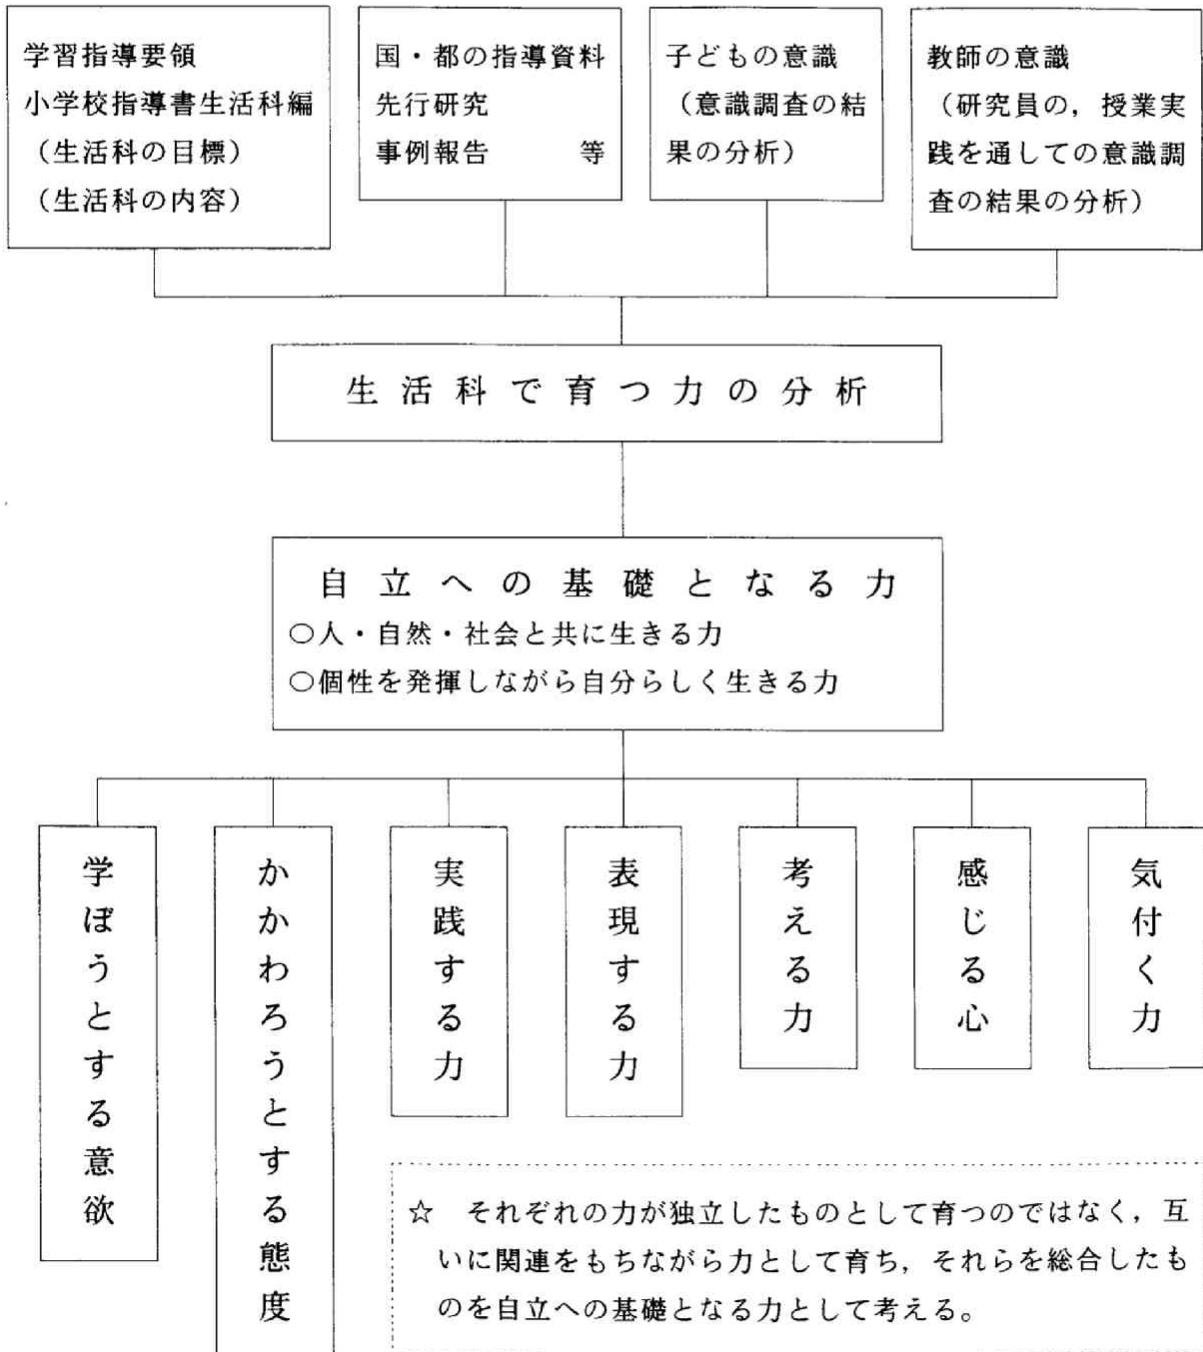 学習指導要領
小学校指導書生活科編
（生活科の目標）
（生活科の内容）
国・都の指導資料
先行研究
事例報告　　　等
子どもの意識
（意識調査の結
果の分析）
教師の意識
（研究員の，授業実
践を通しての意識調
査の結果の分析）
生活科で育つ力の分析
自立への基礎となる力
○人・自然・社会と共に生きる力
○個性を発揮しながら自分らしく生きる力
学ぼうとする意欲
かかわろうとする態度
実践する力
表現する力
考える力
感じる心
気付く力
☆　それぞれの力が独立したものとして育つのではなく，互
いに関連をもちながら力として育ち，それらを総合したも
のを自立への基礎となる力として考える。